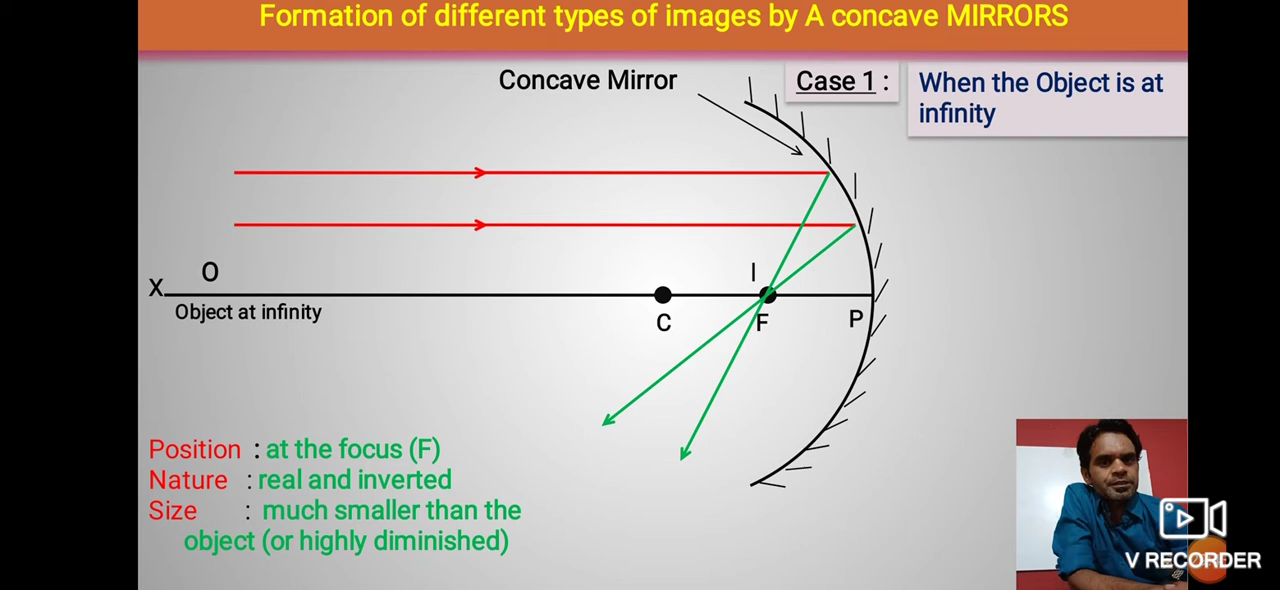 Formation of different types of images by A concave MIRRORS
Concave Mirror
Case 1 :
When the Object is at
infinity
X
O
I
Object at infinity
C
F
P
Position : at the focus (F)
Nature : real and inverted
Size : much smaller than the
object (or highly diminished)
V RECORDER